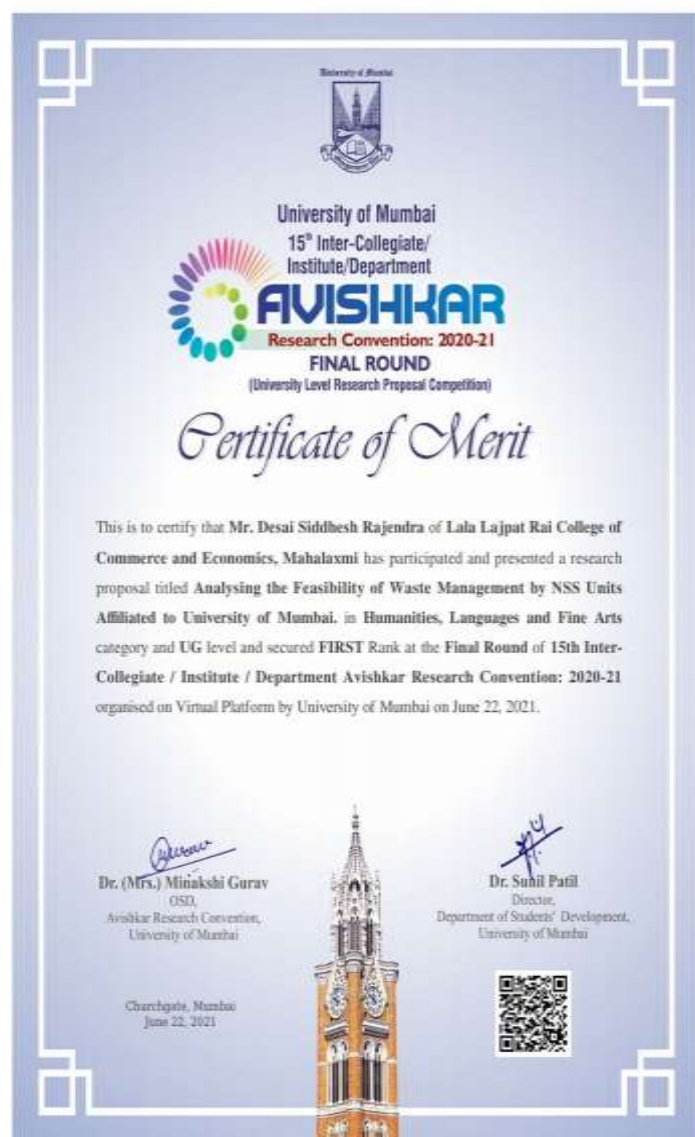 University of Mumbai
University of Mumbai
15th Inter-Collegiate/
Institute/Department
AVISHKAR
Research Convention: 2020-21
FINAL ROUND
(University Level Research Proposal Competition)
Certificate of Merit
This is to certify that Mr. Desai Siddhesh Rajendra of Lala Lajpat Rai College of
Commerce and Economics, Mahalaxmi has participated and presented a research
proposal titled Analysing the Feasibility of Waste Management by NSS Units
Affiliated to University of Mumbai. in Humanities, Languages and Fine Arts
category and UG level and secured FIRST Rank at the Final Round of 15th Inter-
Collegiate / Institute / Department Avishkar Research Convention: 2020-21
organised on Virtual Platform by University of Mumbai on June 22, 2021.
Gurav
Dr. (Mrs.) Minakshi Gurav
OSD,
Avishkar Research Convention,
University of Mumbai
Dr. Sunil Patil
Director,
Department of Students' Development,
University of Mumbai
Churchgate, Mumbai
June 22, 2021